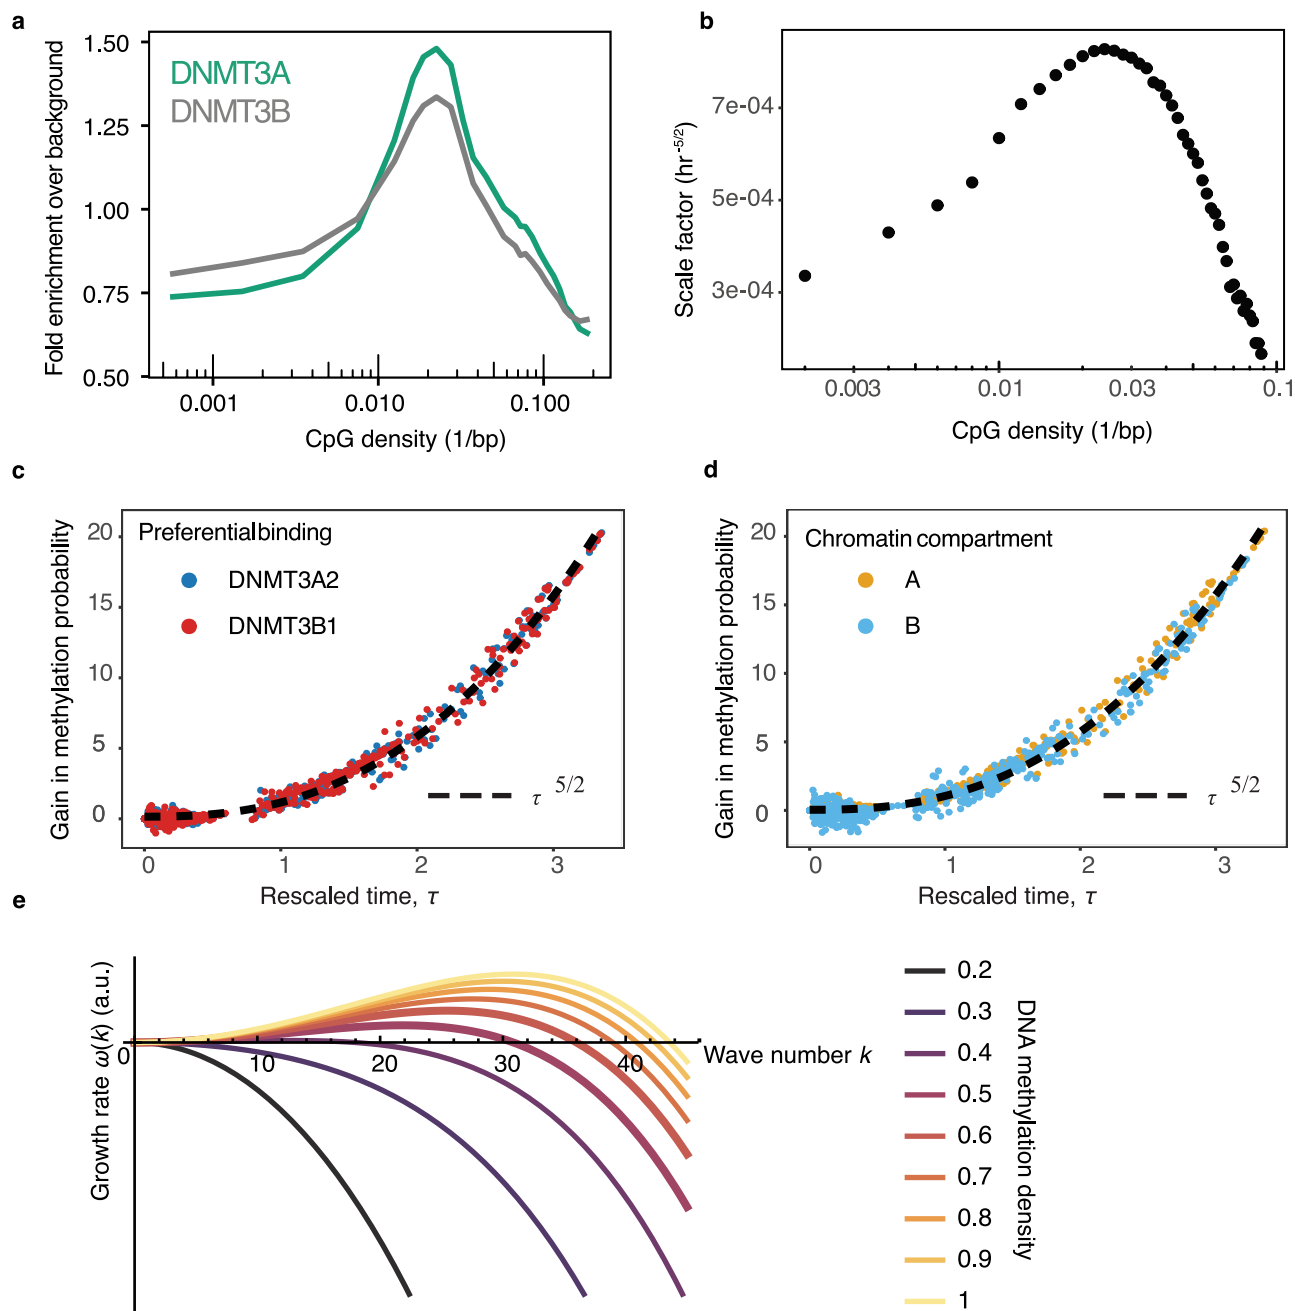 a
Fold enrichment over background
1.50
1.25
1.00
0.75
0.50
DNMT3A
DNMT3B
0.001
0.010
0.100
CpG density (1/bp)
b
Scale factor (hr-5/2)
7e-04
5e-04
3e-04
0.003
0.01
0.03
0.1
CpG density (1/bp)
c
Gain in methylation probability
20
15
10
5
0
Preferential binding
DNMT3A2
DNMT3B1
τ 5/2
0
1
2
3
Rescaled time, τ
d
Gain in methylation probability
20
15
10
5
0
Chromatin compartment
A
B
τ 5/2
0
1
2
3
Rescaled time, τ
e
Growth rate ω(k) (a.u.)
0
10
20
30
40
Wave number k
0.2
0.3
0.4
0.5
0.6
0.7
0.8
0.9
1
DNA methylation density